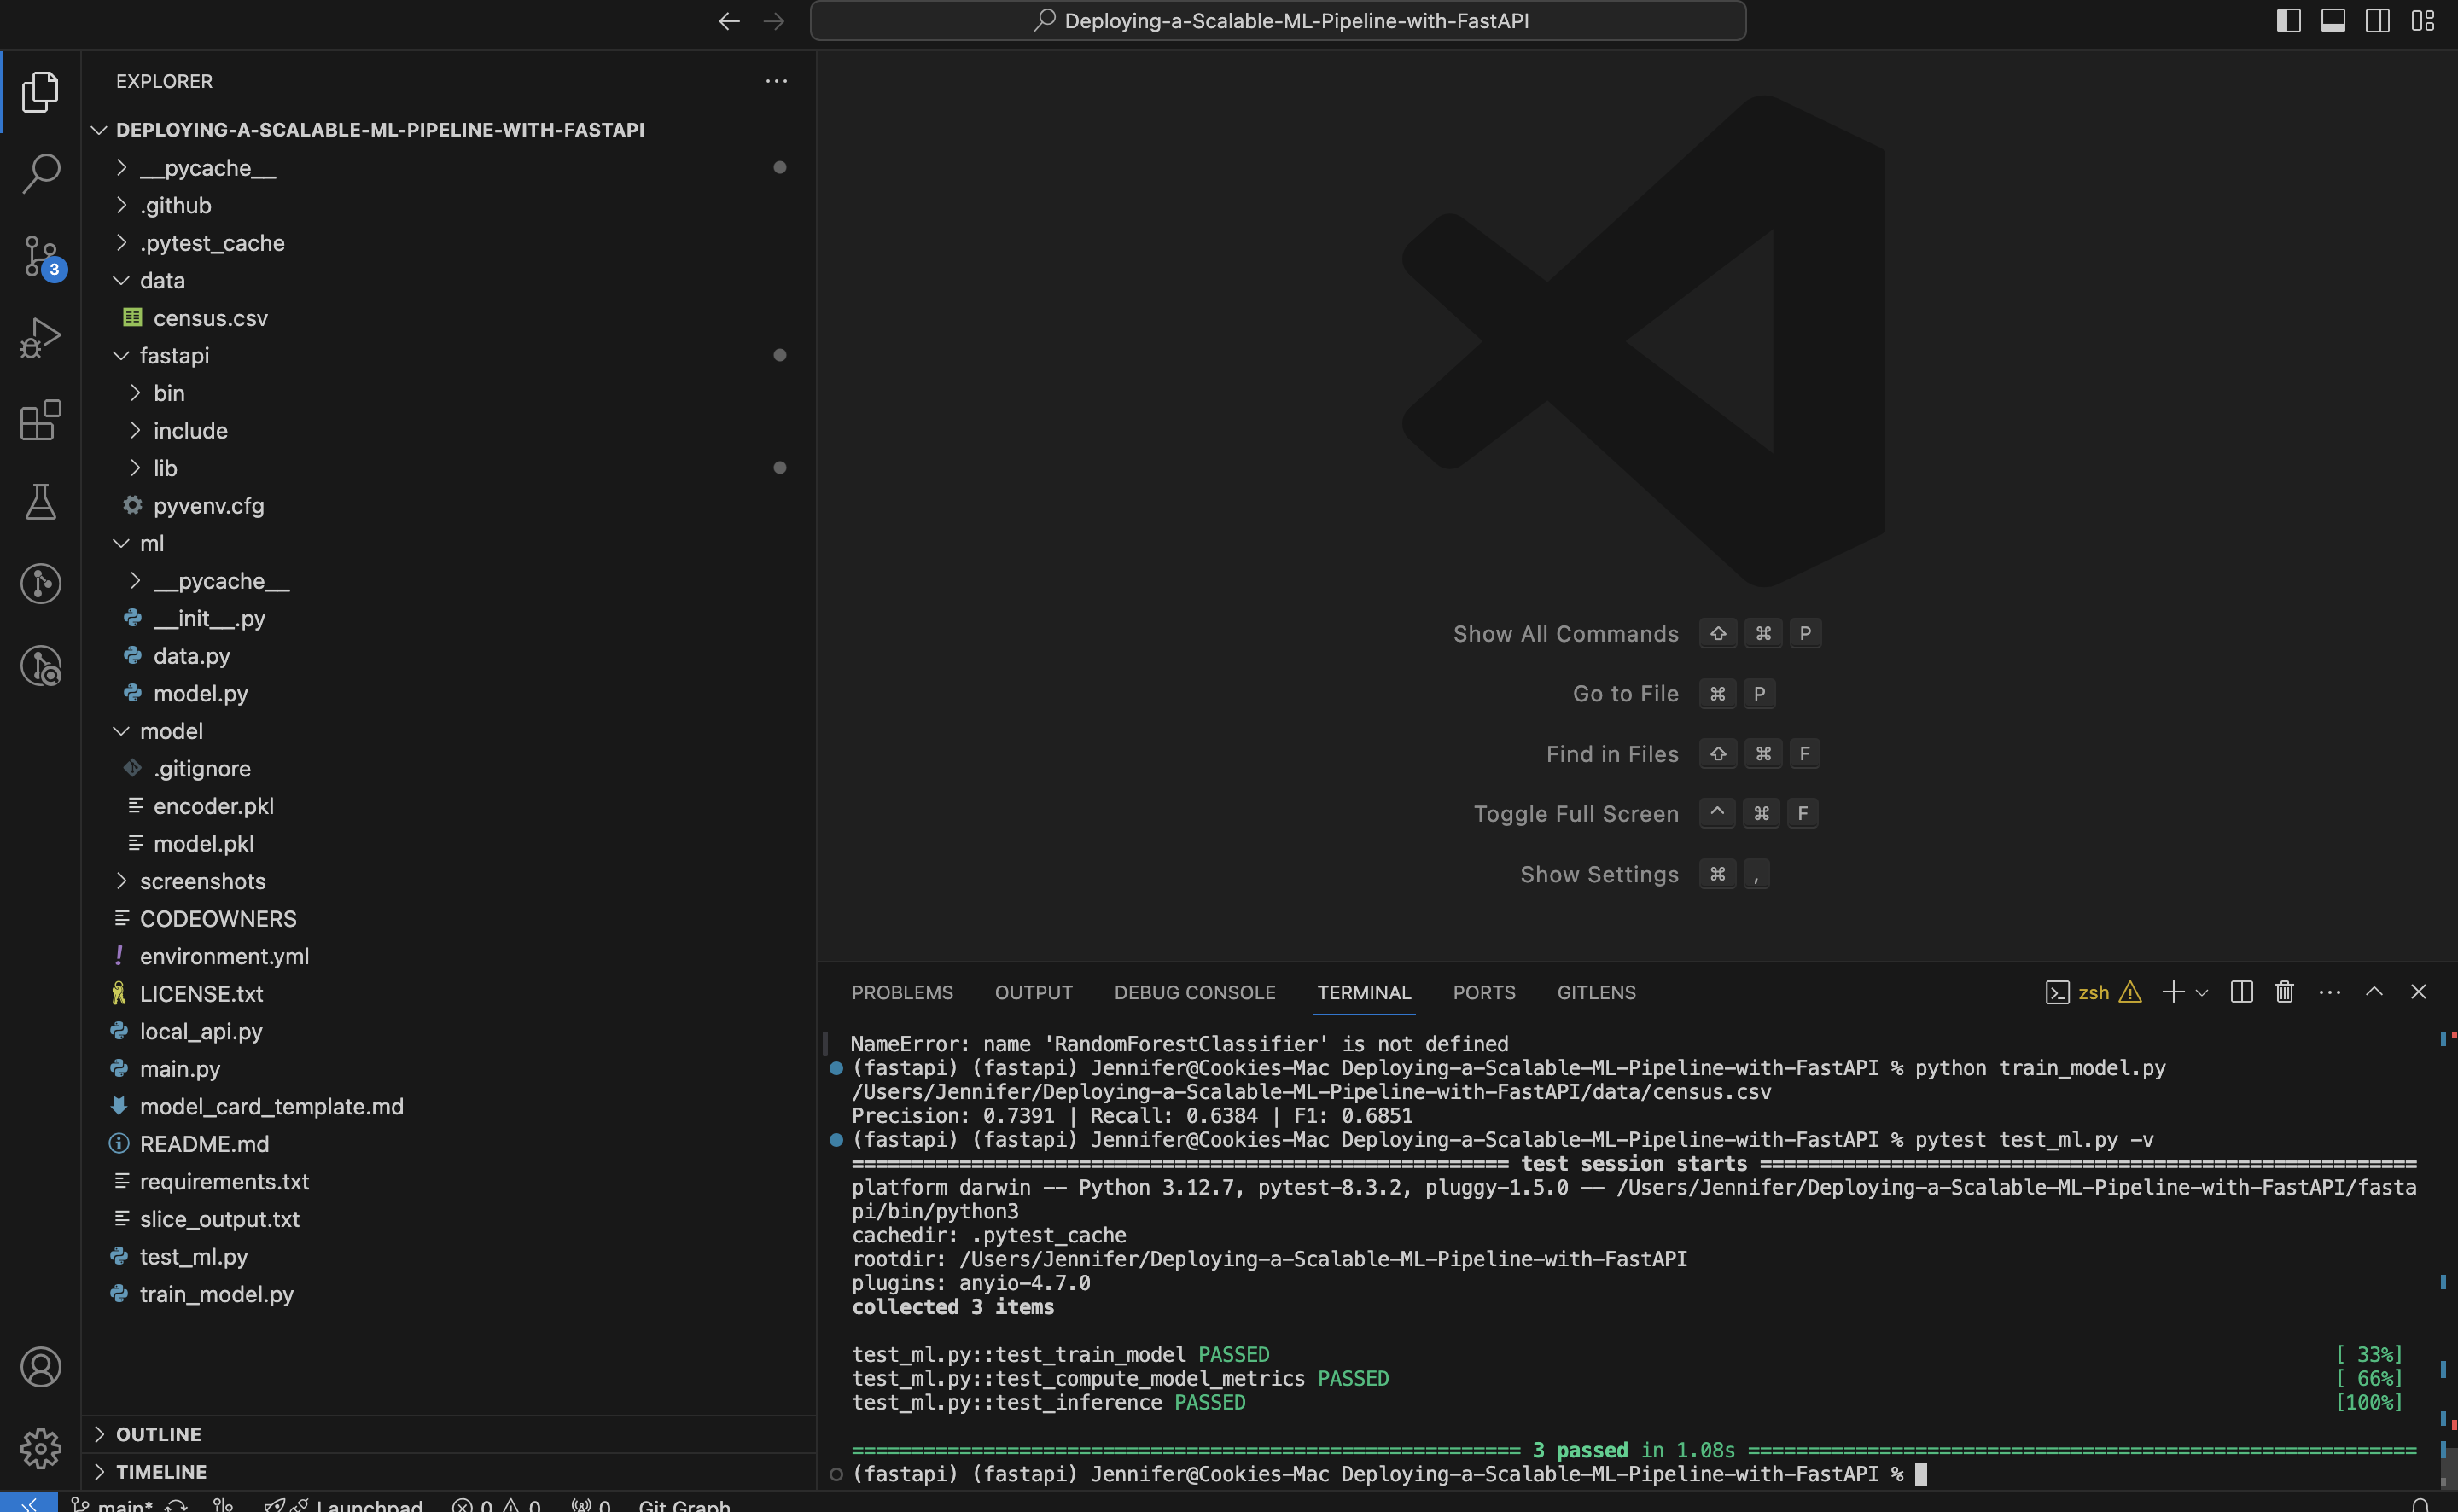 Deploying-a-Scalable-ML-Pipeline-with-FastAPI
EXPLORER
DEPLOYING-A-SCALABLE-ML-PIPELINE-WITH-FASTAPI
__pycache__
.github
.pytest_cache
data
census.csv
fastapi
bin
include
lib
pyvenv.cfg
ml
__pycache__
__init__.py
data.py
model.py
model
.gitignore
encoder.pkl
model.pkl
screenshots
CODEOWNERS
environment.yml
LICENSE.txt
local_api.py
main.py
model_card_template.md
README.md
requirements.txt
slice_output.txt
test_ml.py
train_model.py
OUTLINE
TIMELINE
3
Show All Commands ⇧ ⌘ P
Go to File ⌘ P
Find in Files ⇧ ⌘ F
Toggle Full Screen ^ ⌘ F
Show Settings ⌘ ,
PROBLEMS OUTPUT DEBUG CONSOLE TERMINAL PORTS GITLENS zsh
NameError: name 'RandomForestClassifier' is not defined
(fastapi) (fastapi) Jennifer@Cookies-Mac Deploying-a-Scalable-ML-Pipeline-with-FastAPI % python train_model.py
/Users/Jennifer/Deploying-a-Scalable-ML-Pipeline-with-FastAPI/data/census.csv
Precision: 0.7391 | Recall: 0.6384 | F1: 0.6851
(fastapi) (fastapi) Jennifer@Cookies-Mac Deploying-a-Scalable-ML-Pipeline-with-FastAPI % pytest test_ml.py -v
======================================================= test session starts =======================================================
platform darwin -- Python 3.12.7, pytest-8.3.2, pluggy-1.5.0 -- /Users/Jennifer/Deploying-a-Scalable-ML-Pipeline-with-FastAPI/fasta
pi/bin/python3
cachedir: .pytest_cache
rootdir: /Users/Jennifer/Deploying-a-Scalable-ML-Pipeline-with-FastAPI
plugins: anyio-4.7.0
collected 3 items
test_ml.py::test_train_model PASSED [ 33%]
test_ml.py::test_compute_model_metrics PASSED [ 66%]
test_ml.py::test_inference PASSED [100%]
======================================================== 3 passed in 1.08s ========================================================
(fastapi) (fastapi) Jennifer@Cookies-Mac Deploying-a-Scalable-ML-Pipeline-with-FastAPI %
main* Launchpad 0 0 0 Git Graph